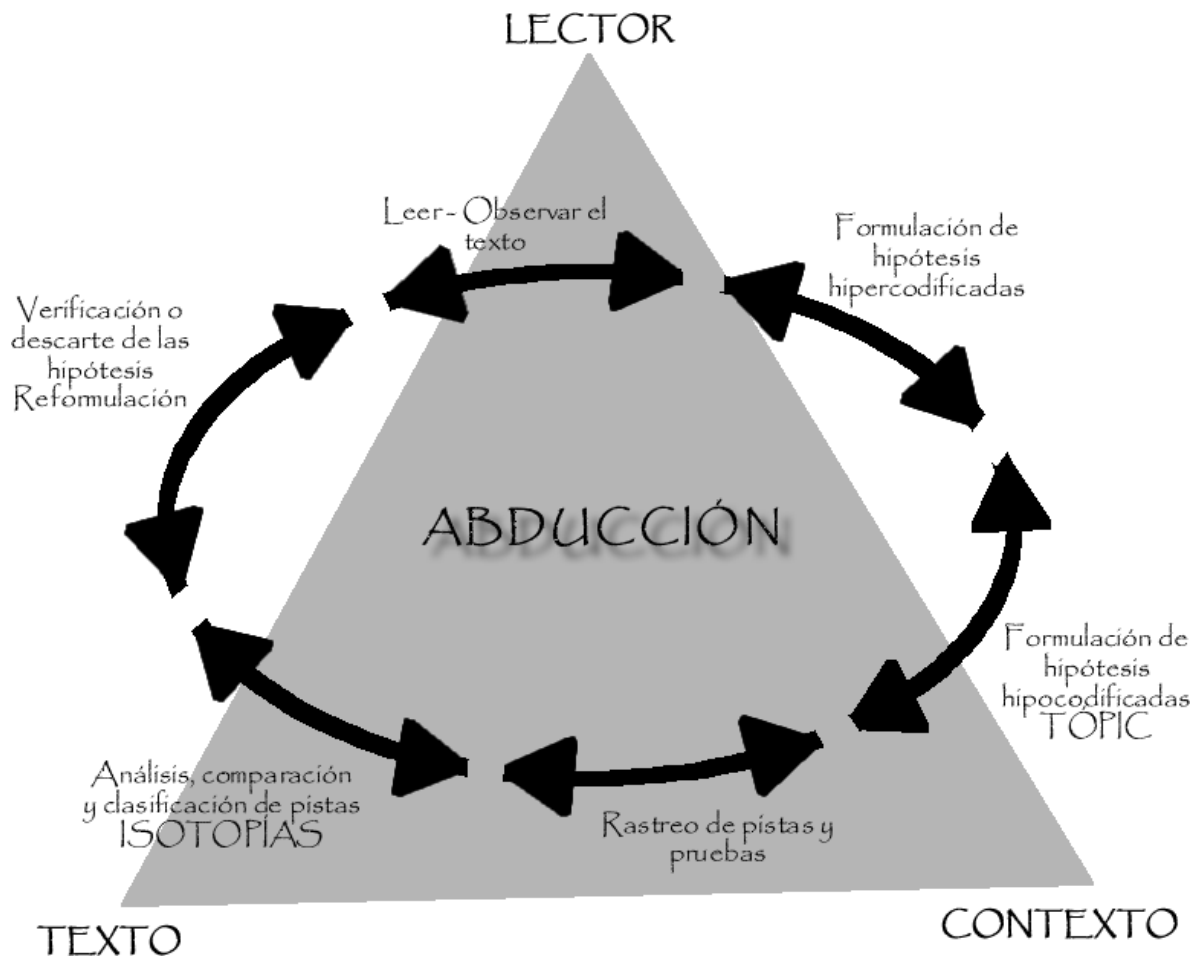 LECTOR
Leer - Observar el
texto
Formulación de
hipótesis
hipercodificadas
Verificación o
descarte de las
hipótesis
Reformulación
ABDUCCIÓN
Formulación de
hipótesis
hipocodificadas
TÓPIC
Análisis, comparación
y clasificación de pistas
ISOTOPÍAS
Rastreo de pistas y
pruebas
TEXTO
CONTEXTO